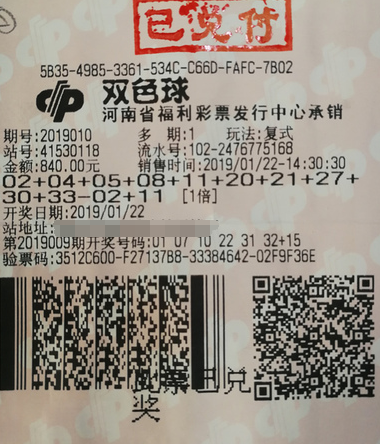 已兑付
5B35-4985-3361-534C-C66D-FAFC-7B02
双色球
河南省福利彩票发行中心承销
期号:2019010 多 期:1 玩法:复式
站号:41530118 流水号:102-2476775168
金额:840.00元 销售时间:2019/01/22-14:30:30
02+04+05+08+11+20+21+27+
30+33-02+11 [1倍]
开奖日期:2019/01/22
站地址:
第2019009期开奖号码:01 07 10 22 31 32+15
验票码:3512C600-F27137B8-33384642-02F9F36E
此票已兑
奖